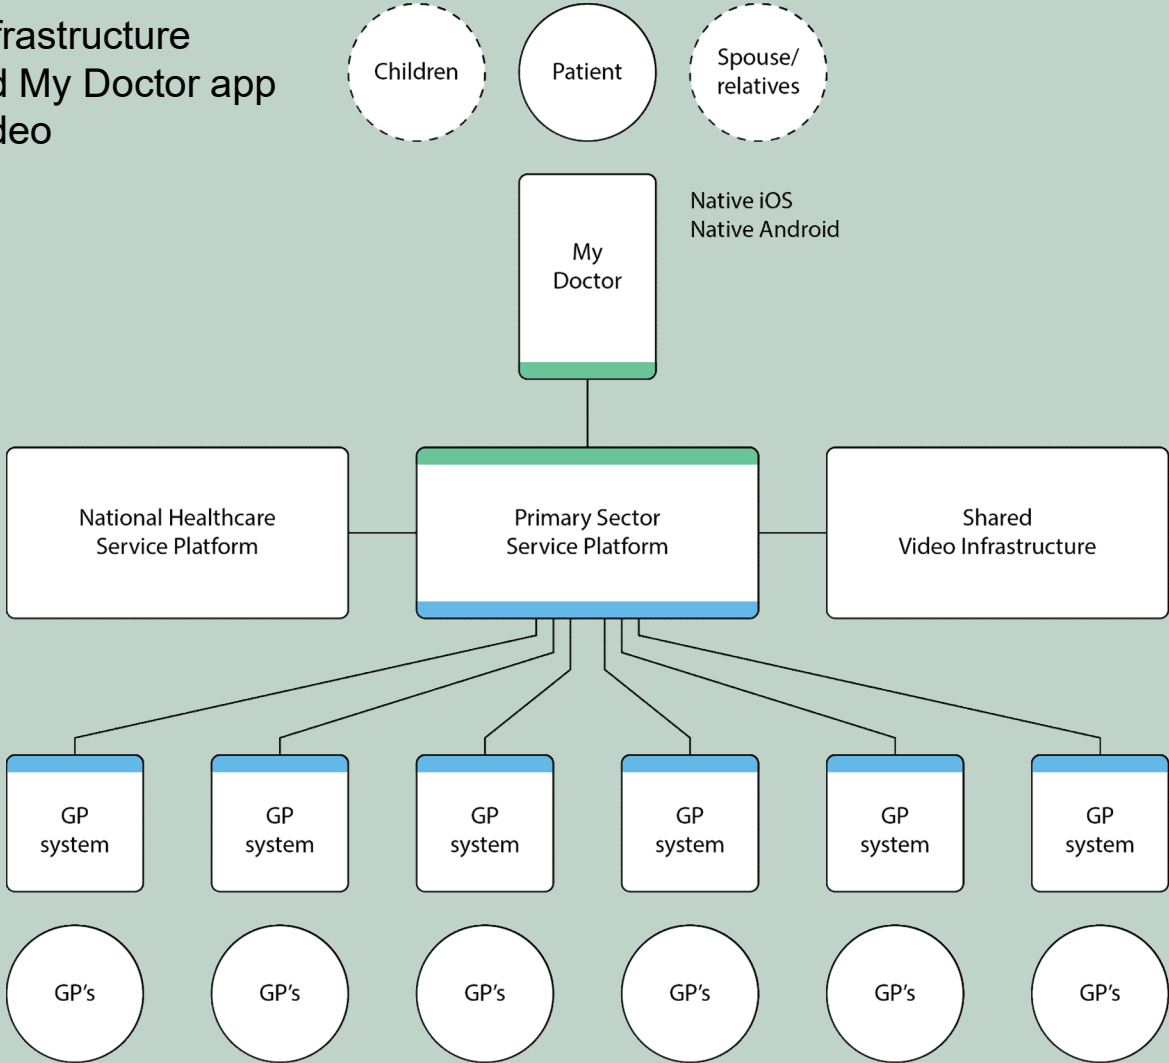 frastructure
d My Doctor app
deo
Children
Patient
Spouse/
relatives
Native iOS
Native Android
My
Doctor
National Healthcare
Service Platform
Primary Sector
Service Platform
Shared
Video Infrastructure
GP
system
GP
system
GP
system
GP
system
GP
system
GP
system
GP's
GP's
GP's
GP's
GP's
GP's